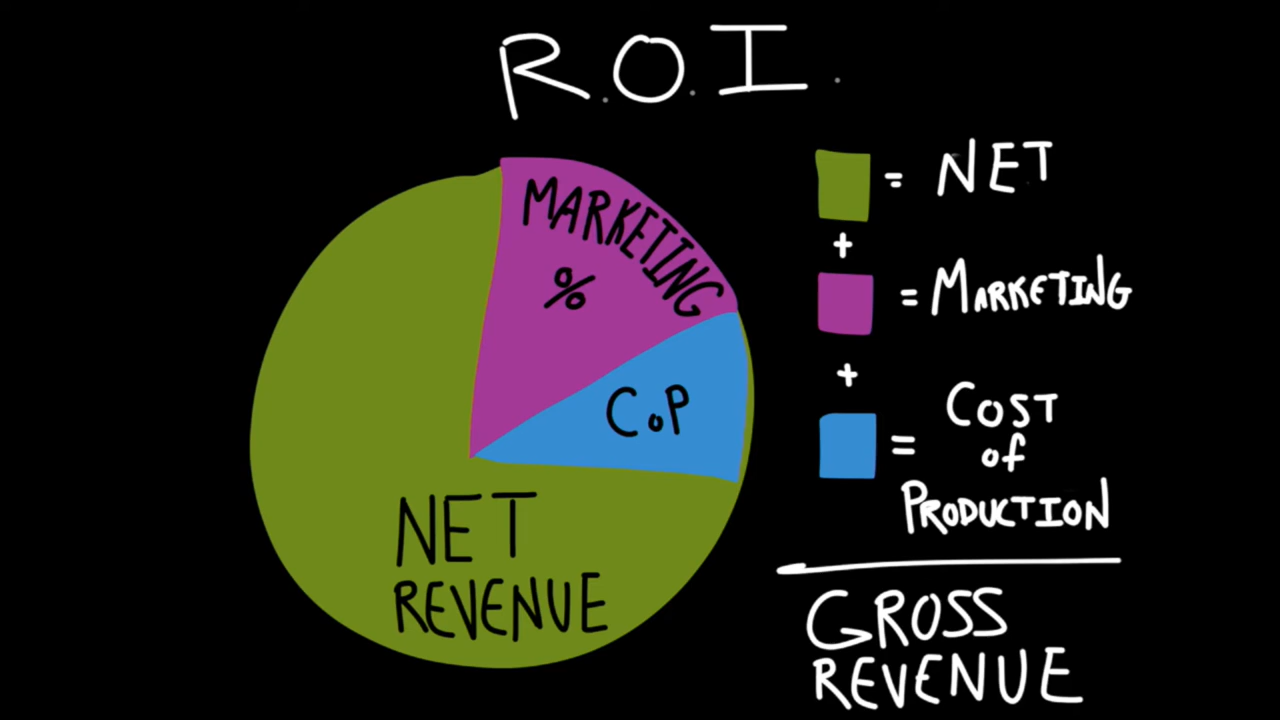 R.O.I.
MARKETING
%
CoP
NET
REVENUE
= NET
+
= MARKETING
+
= COST
of
PRODUCTION
GROSS
REVENUE